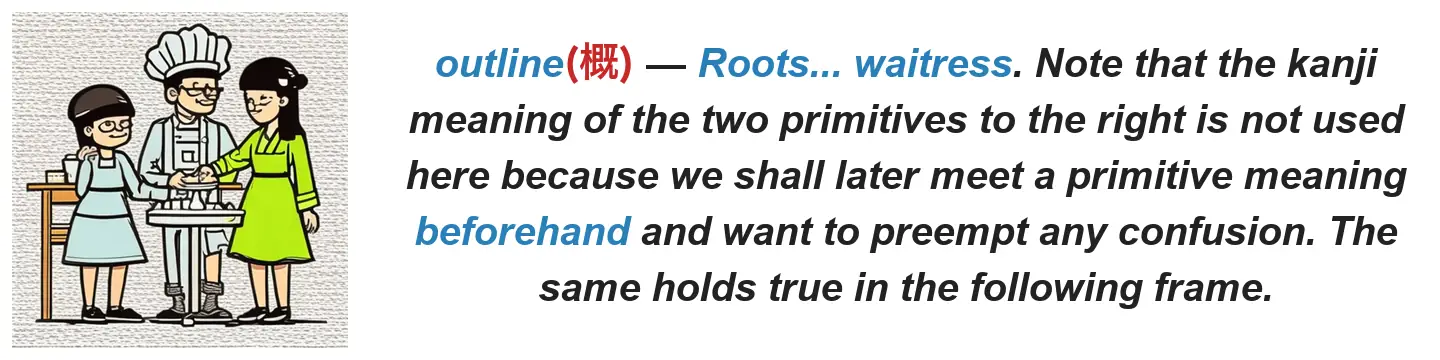 outline(概) — Roots... waitress. Note that the kanji
meaning of the two primitives to the right is not used
here because we shall later meet a primitive meaning
beforehand and want to preempt any confusion. The
same holds true in the following frame.